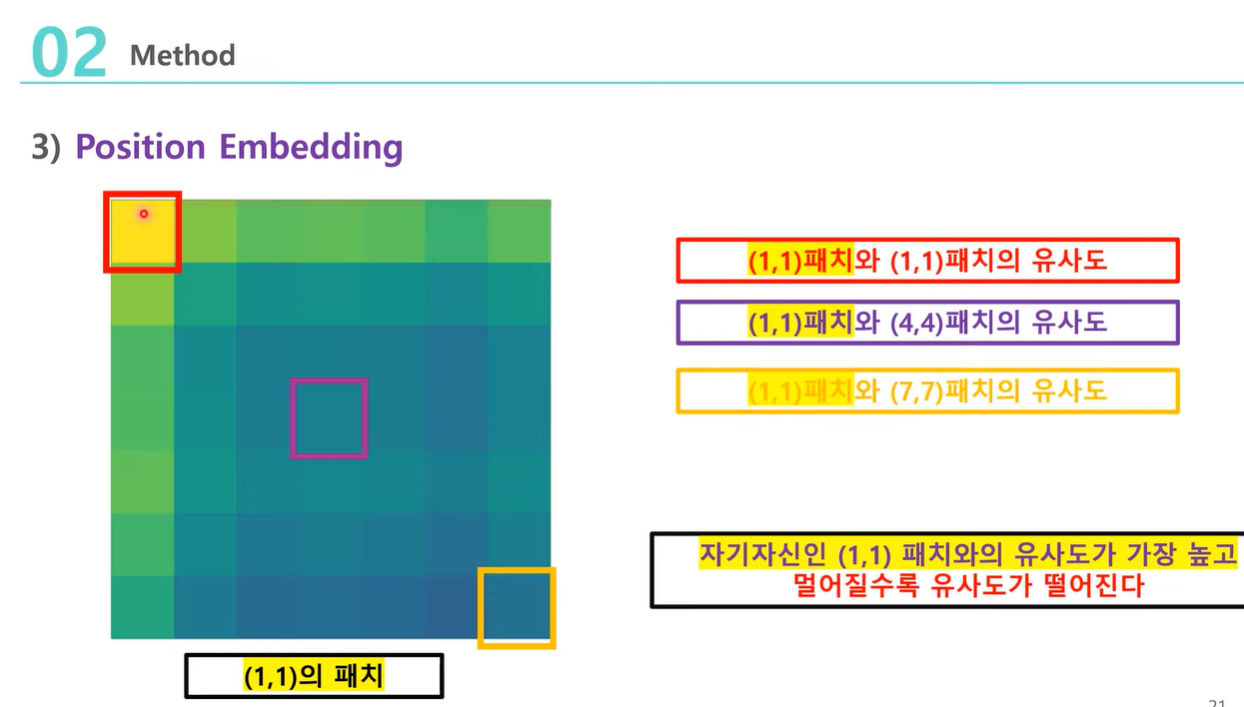 02 Method
3) Position Embedding
(1,1)패치와 (1,1)패치의 유사도
(1,1)패치와 (4,4)패치의 유사도
(1,1)패치와 (7,7)패치의 유사도
자기자신인 (1,1) 패치와의 유사도가 가장 높고
멀어질수록 유사도가 떨어진다
(1,1)의 패치
21